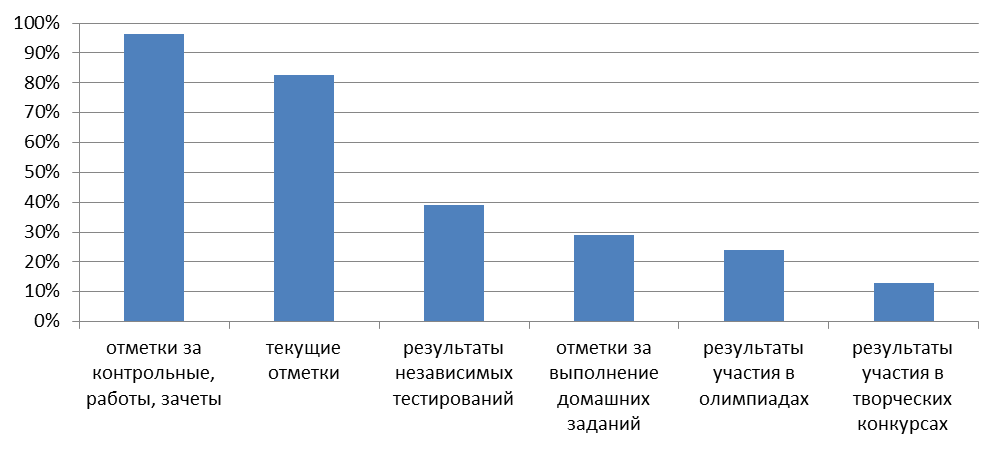 100%
90%
80%
70%
60%
50%
40%
30%
20%
10%
0%
отметки за
контрольные,
работы, зачеты
текущие
отметки
результаты
независимых
тестирований
отметки за
выполнение
домашних
заданий
результаты
участия в
олимпиадах
результаты
участия в
творческих
конкурсах